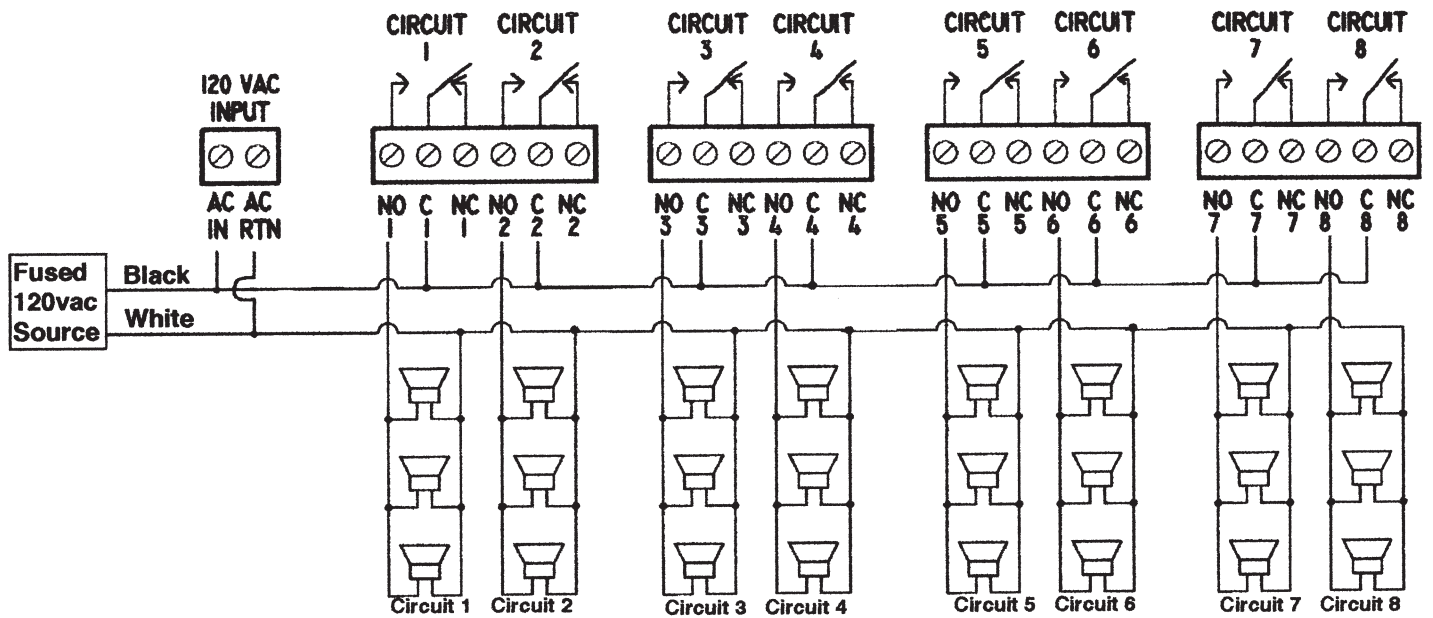 CIRCUIT 1 CIRCUIT 2 CIRCUIT 3 CIRCUIT 4 CIRCUIT 5 CIRCUIT 6 CIRCUIT 7 CIRCUIT 8
120 VAC
INPUT
AC AC NO C NC NO C NC NO C NC NO C NC NO C NC NO C NC NO C NC NO C NC
IN RTN 1 1 1 2 2 2 3 3 3 4 4 4 5 5 5 6 6 6 7 7 7 8 8 8
Fused
120vac
Source
Black
White
Circuit 1 Circuit 2 Circuit 3 Circuit 4 Circuit 5 Circuit 6 Circuit 7 Circuit 8